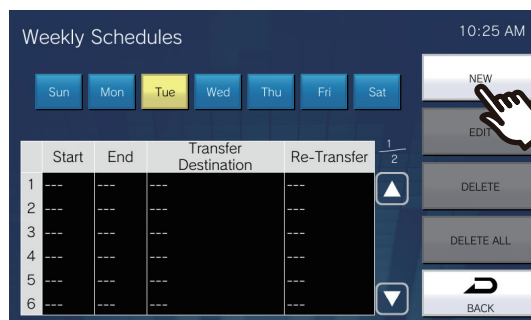 Weekly Schedules
10:25 AM
Sun Mon Tue Wed Thu Fri Sat
NEW
EDIT
DELETE
DELETE ALL
BACK
Start End Transfer Destination Re-Transfer 1/2
1 --- --- --- ---
2 --- --- --- ---
3 --- --- --- ---
4 --- --- --- ---
5 --- --- --- ---
6 --- --- --- ---